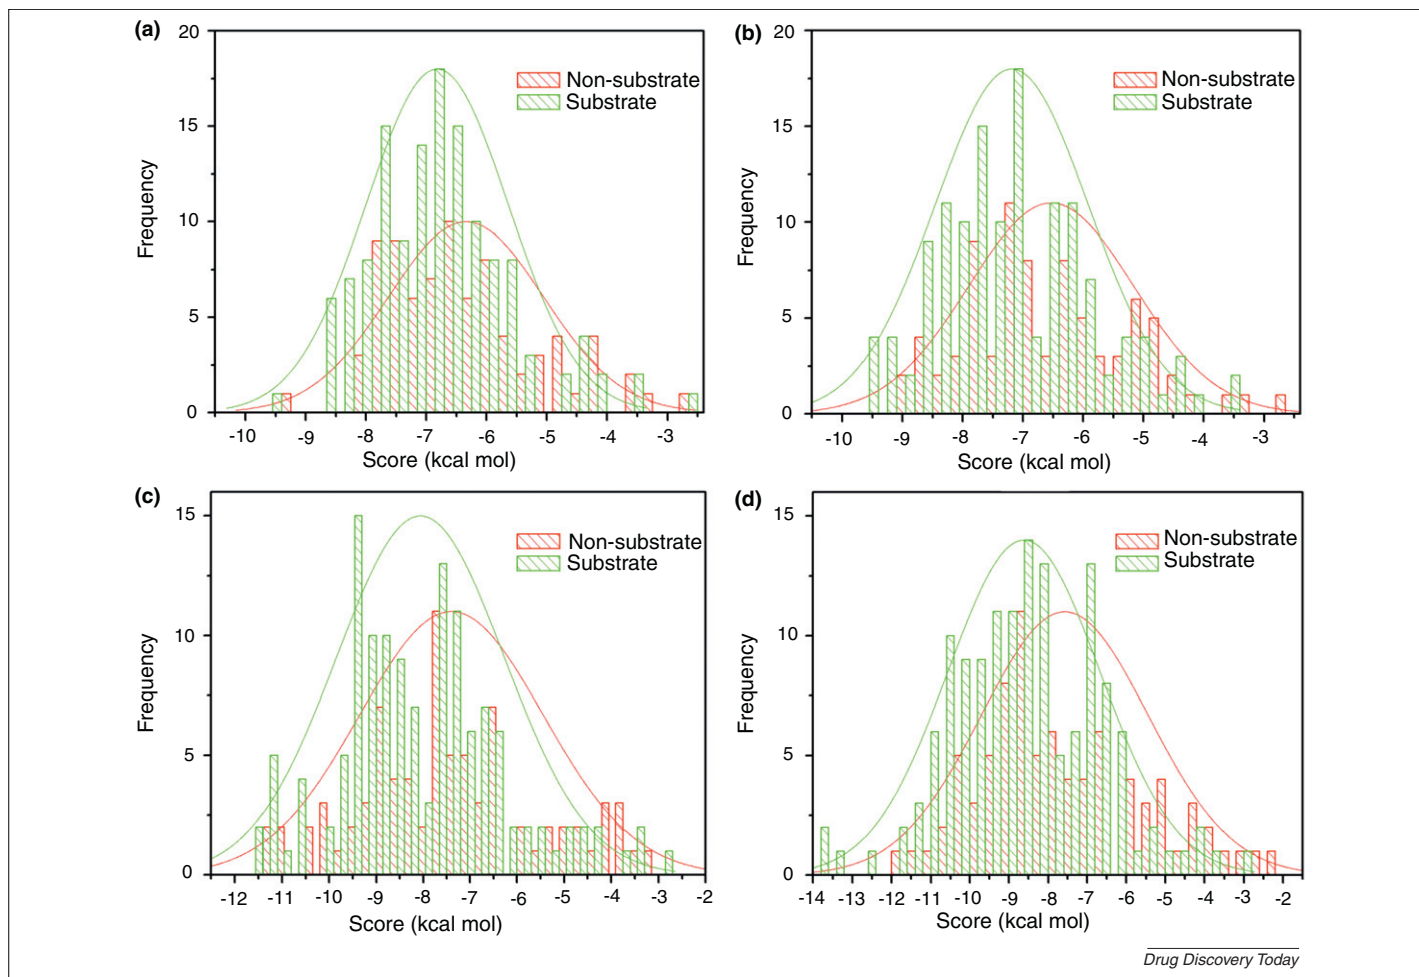 (a)
20
15
10
5
0
Frequency
Non-substrate
Substrate
-10 -9 -8 -7 -6 -5 -4 -3
Score (kcal mol)
(b)
20
15
10
5
0
Frequency
Non-substrate
Substrate
-10 -9 -8 -7 -6 -5 -4 -3
Score (kcal mol)
(c)
15
10
5
0
Frequency
Non-substrate
Substrate
-12 -11 -10 -9 -8 -7 -6 -5 -4 -3 -2
Score (kcal mol)
(d)
15
10
5
0
Frequency
Non-substrate
Substrate
-14 -13 -12 -11 -10 -9 -8 -7 -6 -5 -4 -3 -2
Score (kcal mol)
Drug Discovery Today